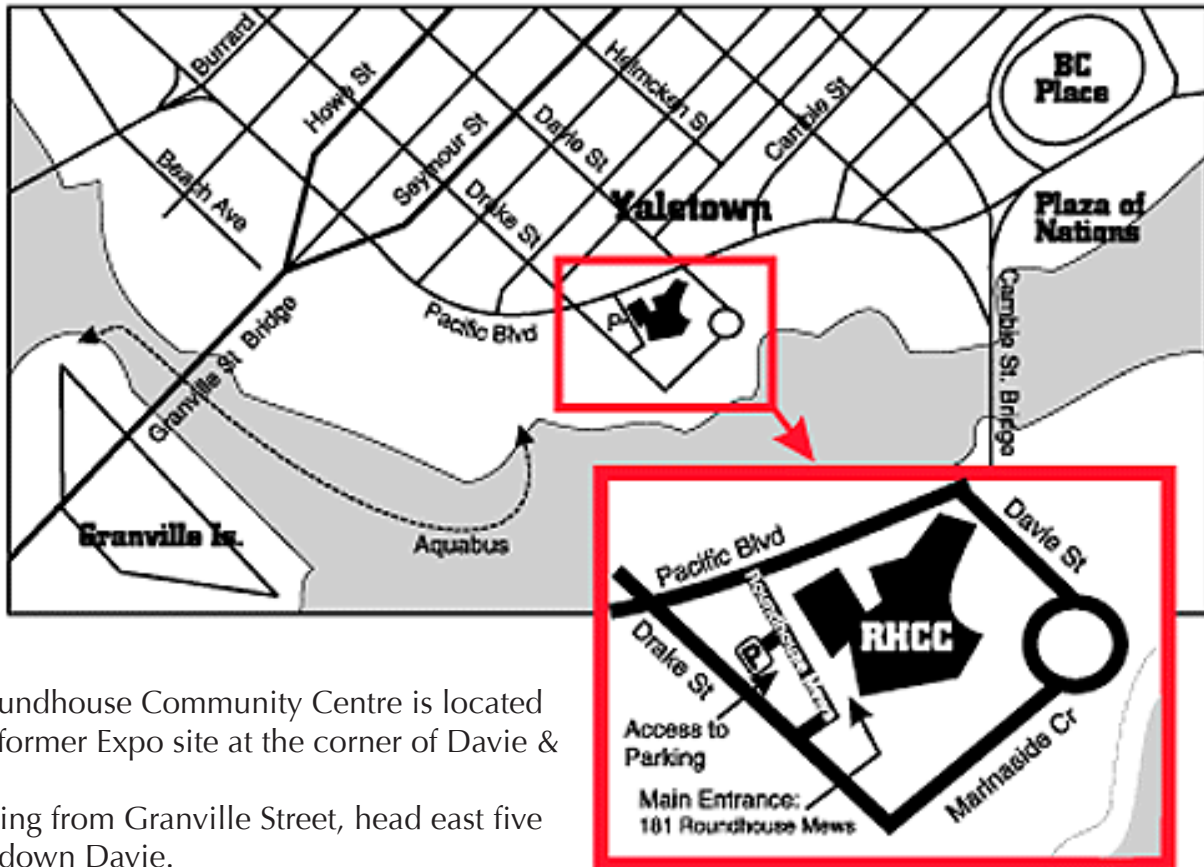 Burrard
Howe St
Helmcken S
BC
Place
Cambie St
Davie St
Seymour St
Beach Ave
Drake St
Yaletown
Plaza of
Nations
Pacific Blvd
P
Granville St Bridge
Cambie St. Bridge
Granville Is.
Aquabus
Pacific Blvd
Davie St
Roundhouse Mews
RHCC
Drake St
P
Access to
Parking
Marinaside Cr
Main Entrance:
181 Roundhouse Mews
undhouse Community Centre is located
former Expo site at the corner of Davie &
ing from Granville Street, head east five
down Davie.